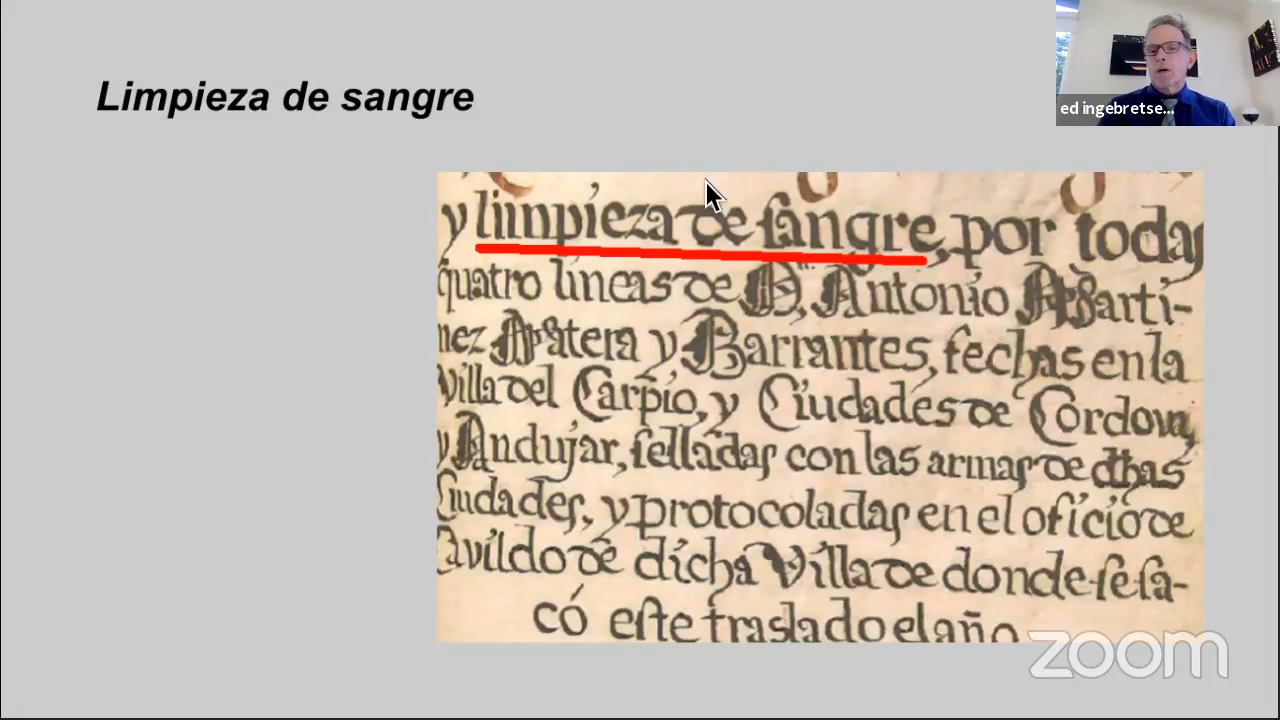 Limpieza de sangre
ed ingebretse...
y limpieza de ſangre, por todas
quatro lineas de D.ⁿ Antonio Marti-
nez Matera y Barrantes, fechas en la
Villa del Carpio, y Ciudades de Cordova,
y Andujar, ſelladas con las armas de dhas
Ciudades, y protocoladas en el oficio de
Cavildo de dicha Villa de donde ſe ſa-
có eſte traslado el año
zoom